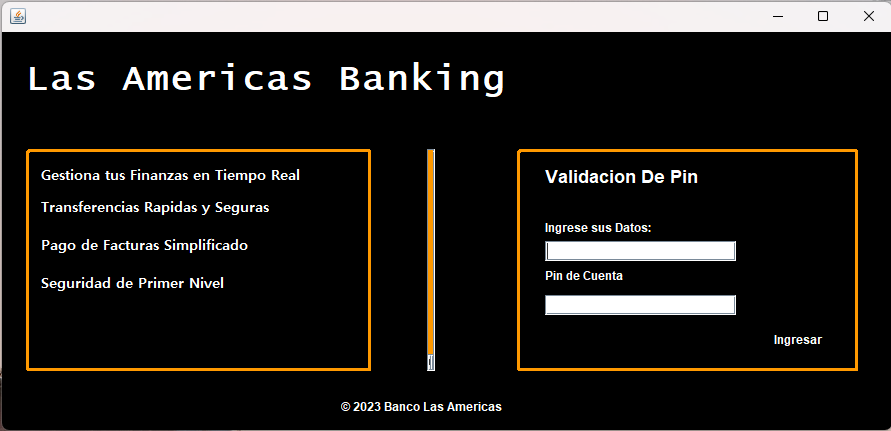 Las Americas Banking
Gestiona tus Finanzas en Tiempo Real
Transferencias Rapidas y Seguras
Pago de Facturas Simplificado
Seguridad de Primer Nivel
Validacion De Pin
Ingrese sus Datos:
Pin de Cuenta
Ingresar
© 2023 Banco Las Americas